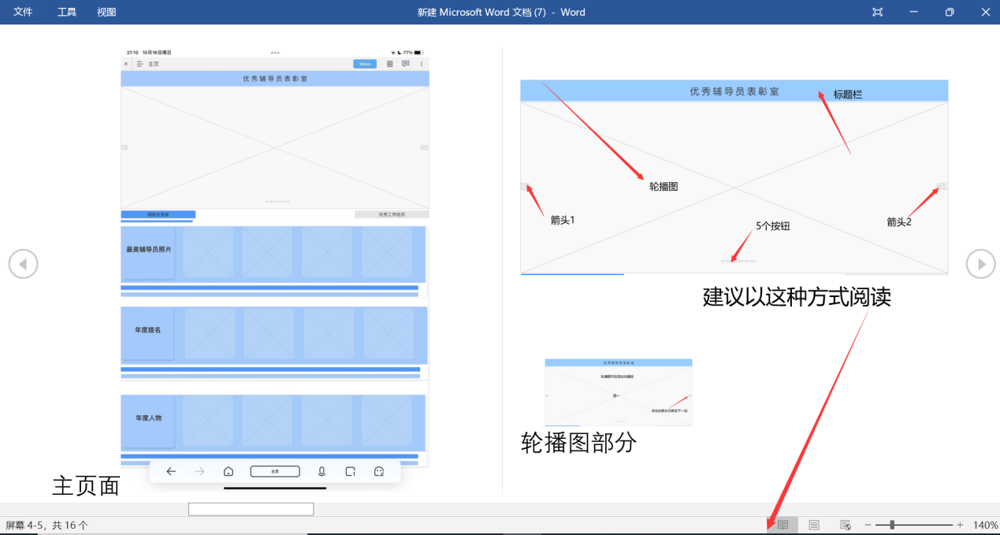 文件 工具 视图 新建 Microsoft Word 文档 (7) - Word
21:10 10月16日周日 77%
主页 Share
优秀辅导员表彰室
辅导员荣誉 优秀工作经历
最美辅导员照片
年度提名
年度人物
主页
主页面
优秀辅导员表彰室
标题栏
轮播图
箭头1
5个按钮
箭头2
建议以这种方式阅读
优秀辅导员表彰室
轮播图可实现自动播放
图一
点击此箭头切换至下一幅
轮播图部分
屏幕 4-5，共 16 个 140%